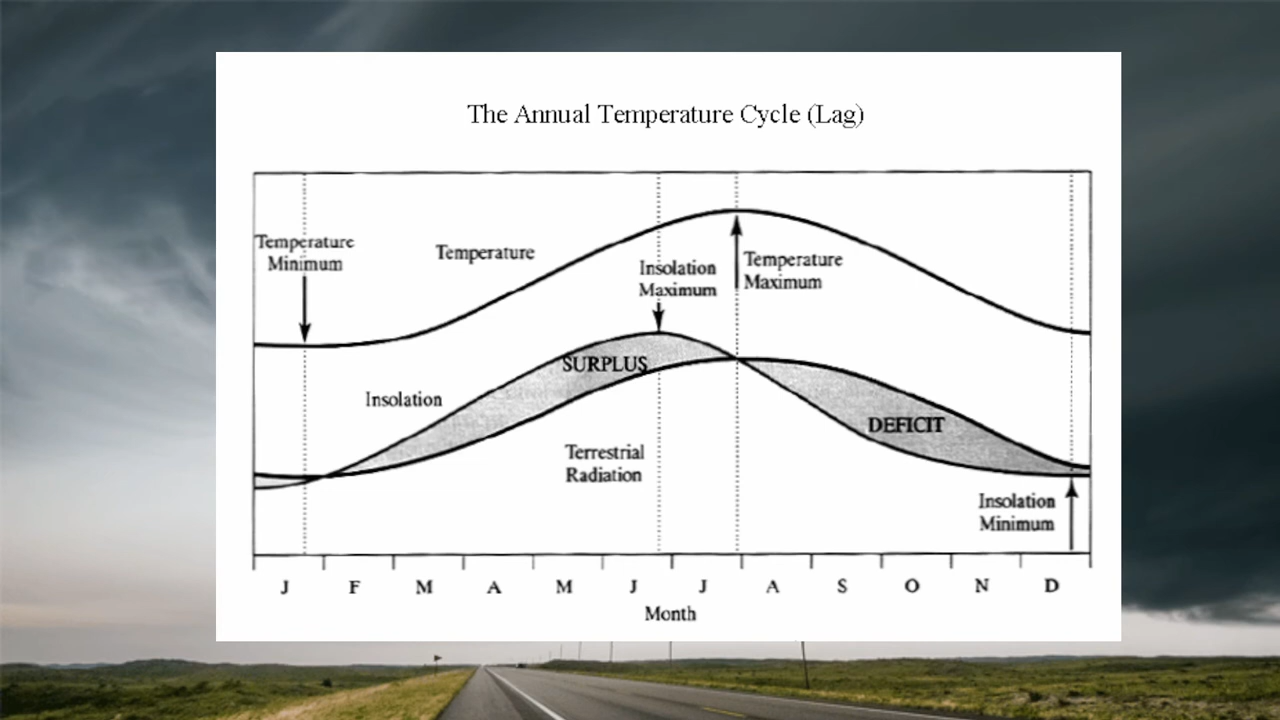 The Annual Temperature Cycle (Lag)
Temperature
Minimum
Temperature
Insolation
Maximum
Temperature
Maximum
SURPLUS
Insolation
DEFICIT
Terrestrial
Radiation
Insolation
Minimum
J F M A M J J A S O N D
Month